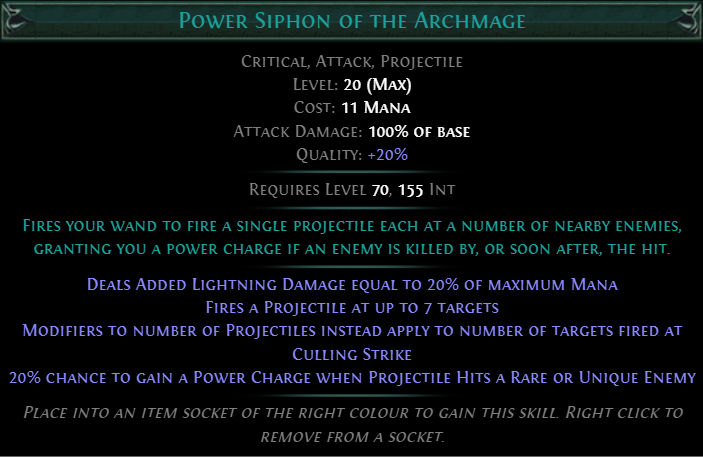 Power Siphon of the Archmage
Critical, Attack, Projectile
Level: 20 (Max)
Cost: 11 Mana
Attack Damage: 100% of base
Quality: +20%
Requires Level 70, 155 Int
Fires your wand to fire a single projectile each at a number of nearby enemies,
granting you a power charge if an enemy is killed by, or soon after, the hit.
Deals Added Lightning Damage equal to 20% of maximum Mana
Fires a Projectile at up to 7 targets
Modifiers to number of Projectiles instead apply to number of targets fired at
Culling Strike
20% chance to gain a Power Charge when Projectile Hits a Rare or Unique Enemy
Place into an item socket of the right colour to gain this skill. Right click to
remove from a socket.